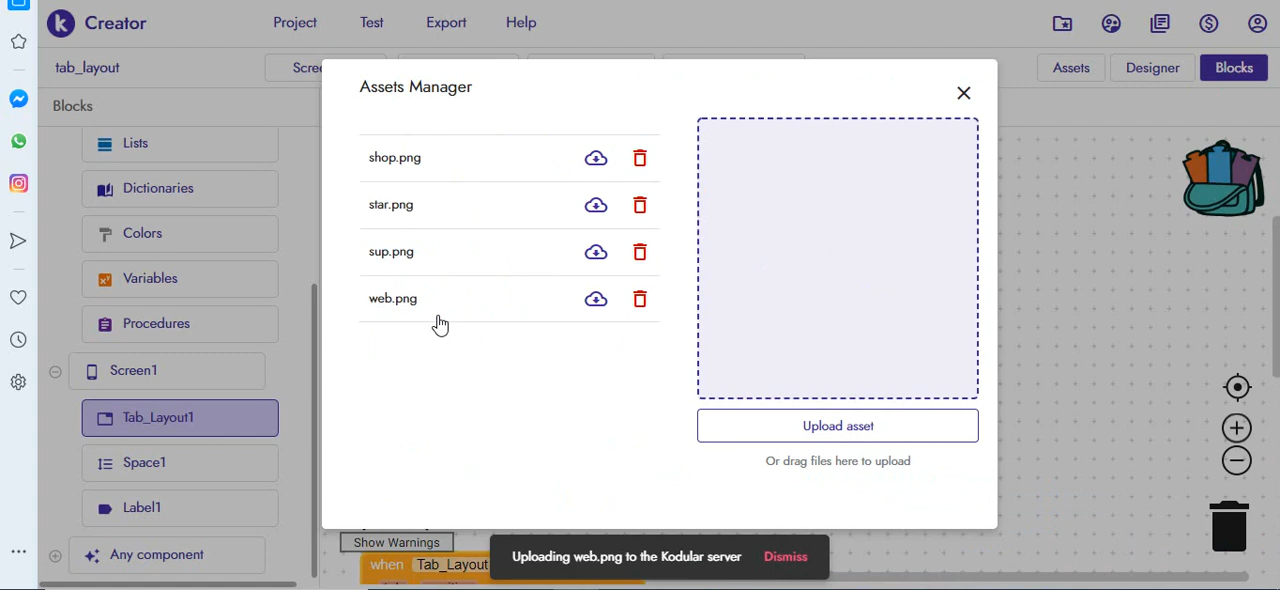 Creator
Project
Test
Export
Help
tab_layout
Scree
Assets
Designer
Blocks
Blocks
Assets Manager
Lists
shop.png
Dictionaries
star.png
Colors
sup.png
Variables
web.png
Procedures
Screen1
Tab_Layout1
Upload asset
Space1
Or drag files here to upload
Label1
Show Warnings
Any component
when Tab_Layout
Uploading web.png to the Kodular server
Dismiss